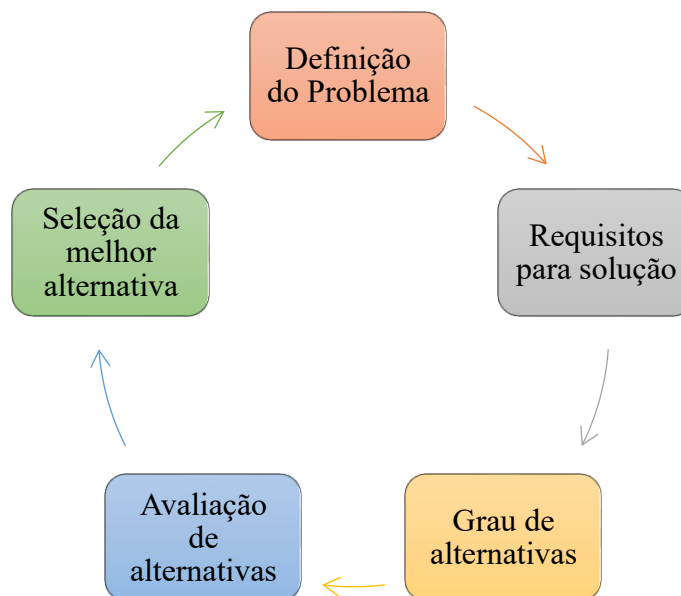 Definição
do Problema
Requisitos
para solução
Grau de
alternativas
Avaliação
de
alternativas
Seleção da
melhor
alternativa